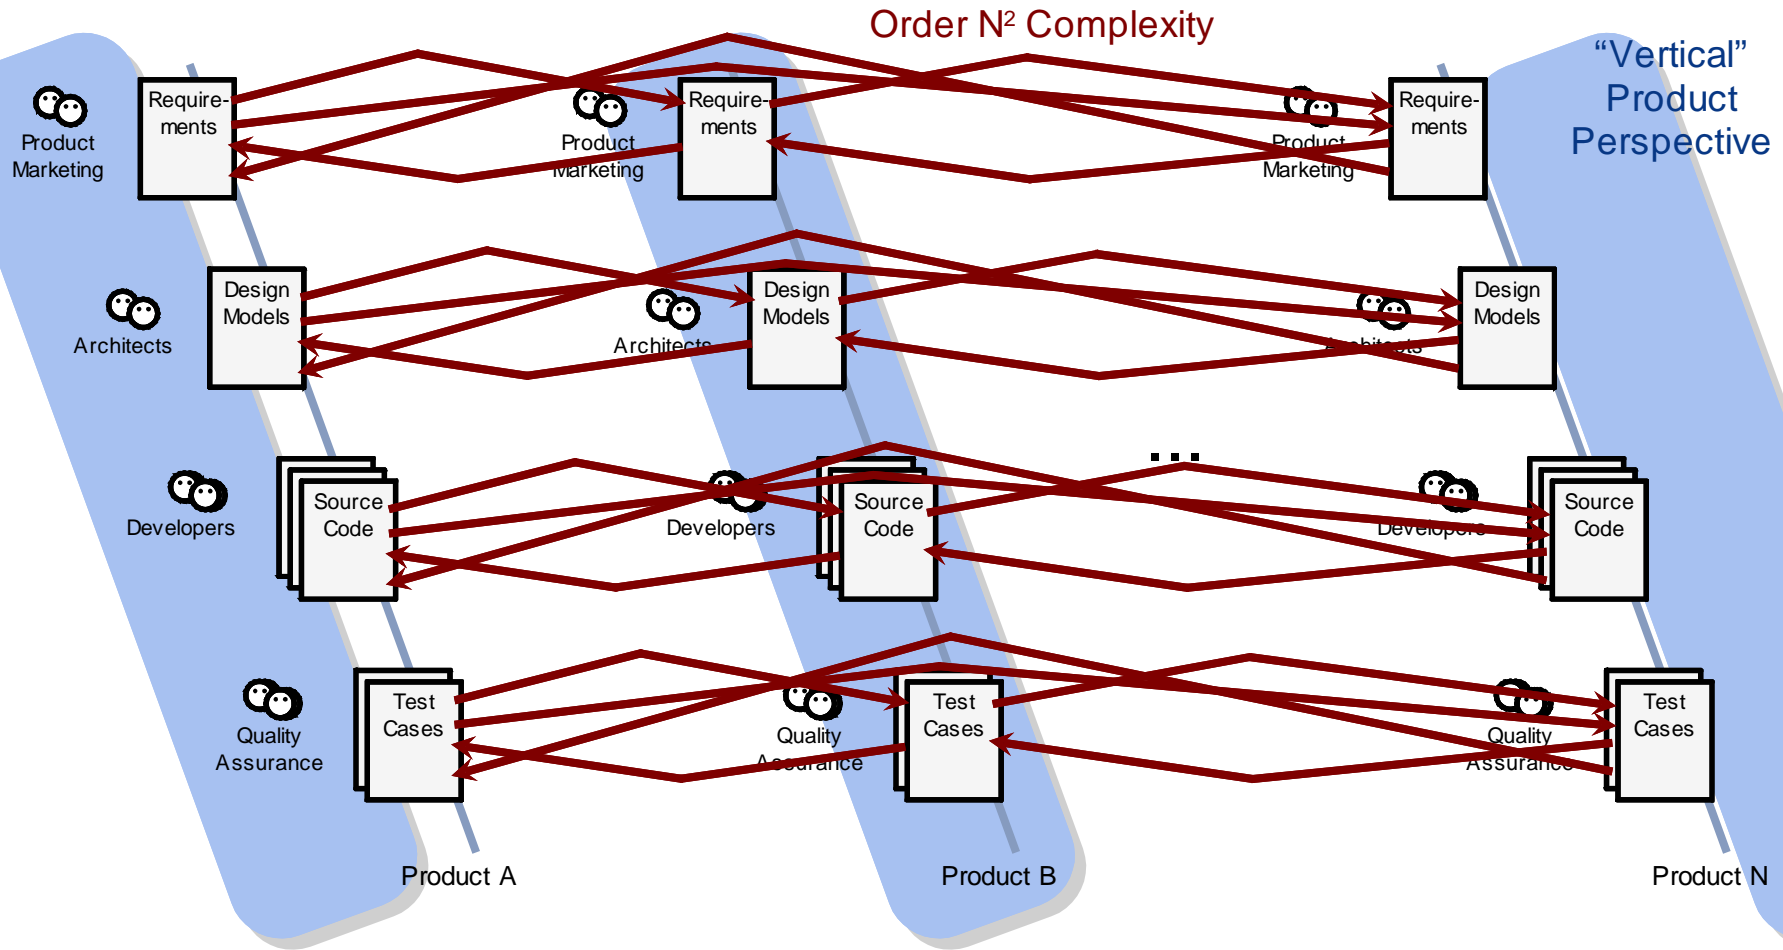 Order N² Complexity
“Vertical”
Product
Perspective
Require-
ments
Product
Marketing
Require-
ments
Product
Marketing
Require-
ments
Product
Marketing
Design
Models
Architects
Design
Models
Architects
Design
Models
Architects
...
Source
Code
Developers
Source
Code
Developers
Source
Code
Developers
Test
Cases
Quality
Assurance
Test
Cases
Quality
Assurance
Test
Cases
Quality
Assurance
Product A
Product B
Product N